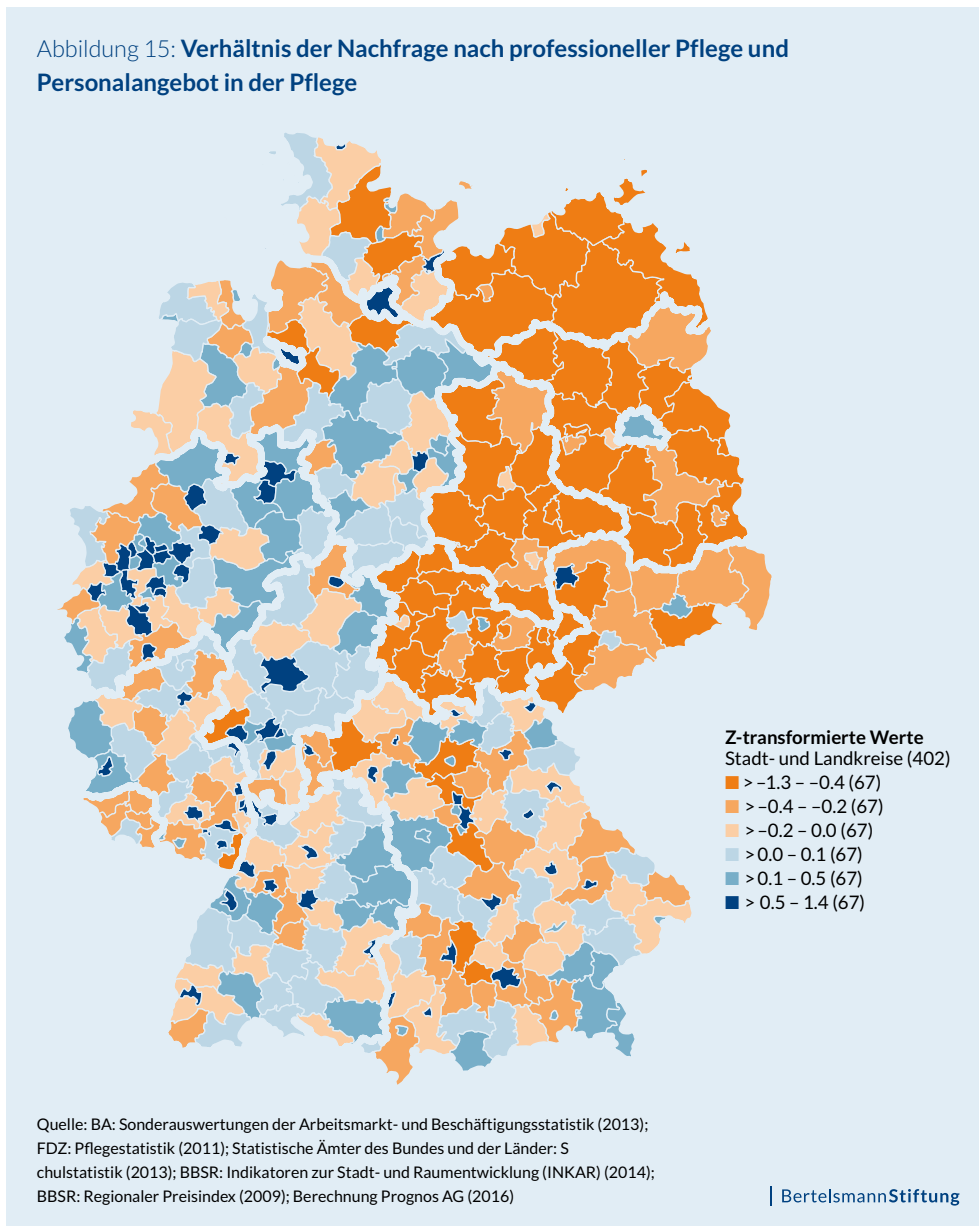 Abbildung 15: Verhältnis der Nachfrage nach professioneller Pflege und
Personalangebot in der Pflege
Z-transformierte Werte
Stadt- und Landkreise (402)
> –1.3 – –0.4 (67)
> –0.4 – –0.2 (67)
> –0.2 – 0.0 (67)
> 0.0 – 0.1 (67)
> 0.1 – 0.5 (67)
> 0.5 – 1.4 (67)
Quelle: BA: Sonderauswertungen der Arbeitsmarkt- und Beschäftigungsstatistik (2013);
FDZ: Pflegestatistik (2011); Statistische Ämter des Bundes und der Länder: S
chulstatistik (2013); BBSR: Indikatoren zur Stadt- und Raumentwicklung (INKAR) (2014);
BBSR: Regionaler Preisindex (2009); Berechnung Prognos AG (2016)
BertelsmannStiftung